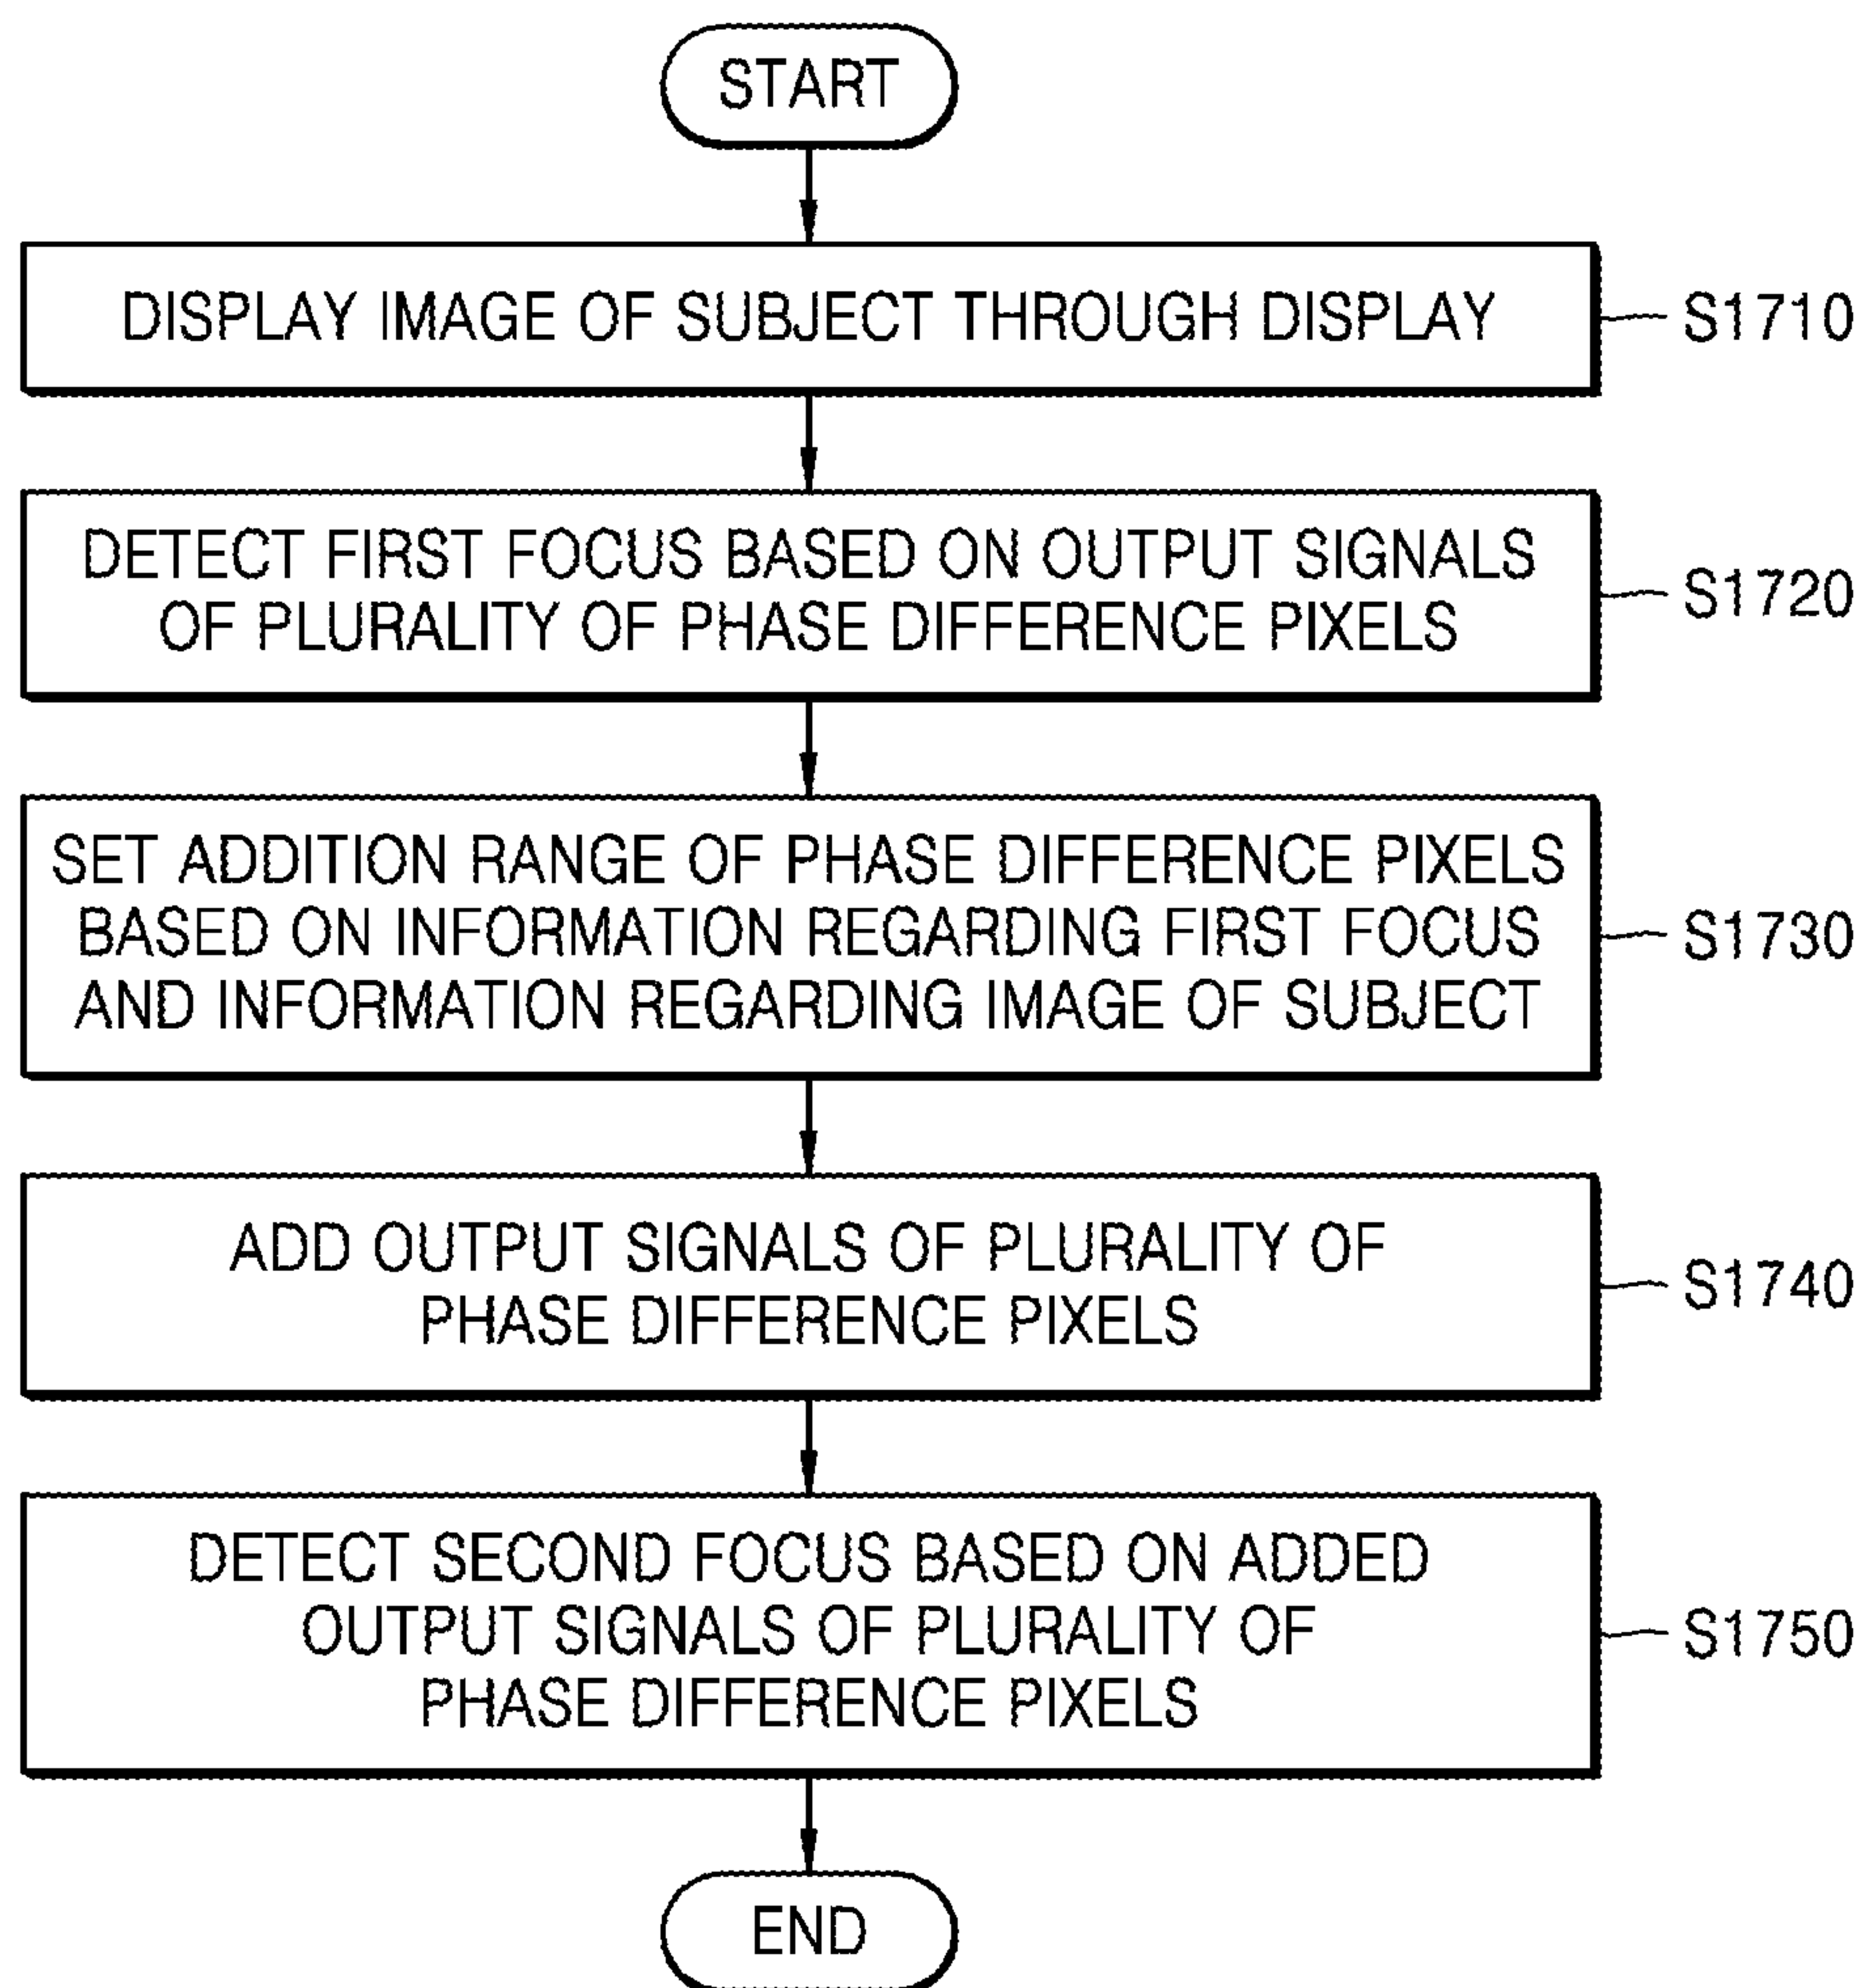 START
DISPLAY IMAGE OF SUBJECT THROUGH DISPLAY
S1710
DETECT FIRST FOCUS BASED ON OUTPUT SIGNALS
OF PLURALITY OF PHASE DIFFERENCE PIXELS
S1720
SET ADDITION RANGE OF PHASE DIFFERENCE PIXELS
BASED ON INFORMATION REGARDING FIRST FOCUS
AND INFORMATION REGARDING IMAGE OF SUBJECT
S1730
ADD OUTPUT SIGNALS OF PLURALITY OF
PHASE DIFFERENCE PIXELS
S1740
DETECT SECOND FOCUS BASED ON ADDED
OUTPUT SIGNALS OF PLURALITY OF
PHASE DIFFERENCE PIXELS
S1750
END